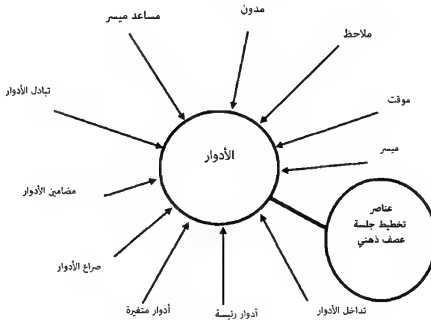 مدون
مساعد ميسر
ملاحظ
تبادل الأدوار
موقت
الأدوار
ميسر
مضامين الأدوار
عناصر
تخطيط جلسة
عصف ذهني
صراع الأدوار
أدوار متغيرة
أدوار رئيسة
تداخل الأدوار